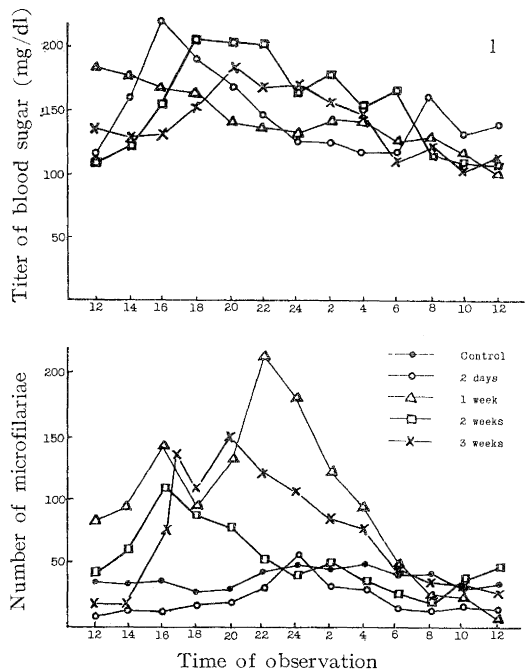 1
Titer of blood sugar (mg/dl)
200
150
100
50
12 14 16 18 20 22 24 2 4 6 8 10 12
Number of microfilariae
200
150
100
50
Control
2 days
1 week
2 weeks
3 weeks
12 14 16 18 20 22 24 2 4 6 8 10 12
Time of observation